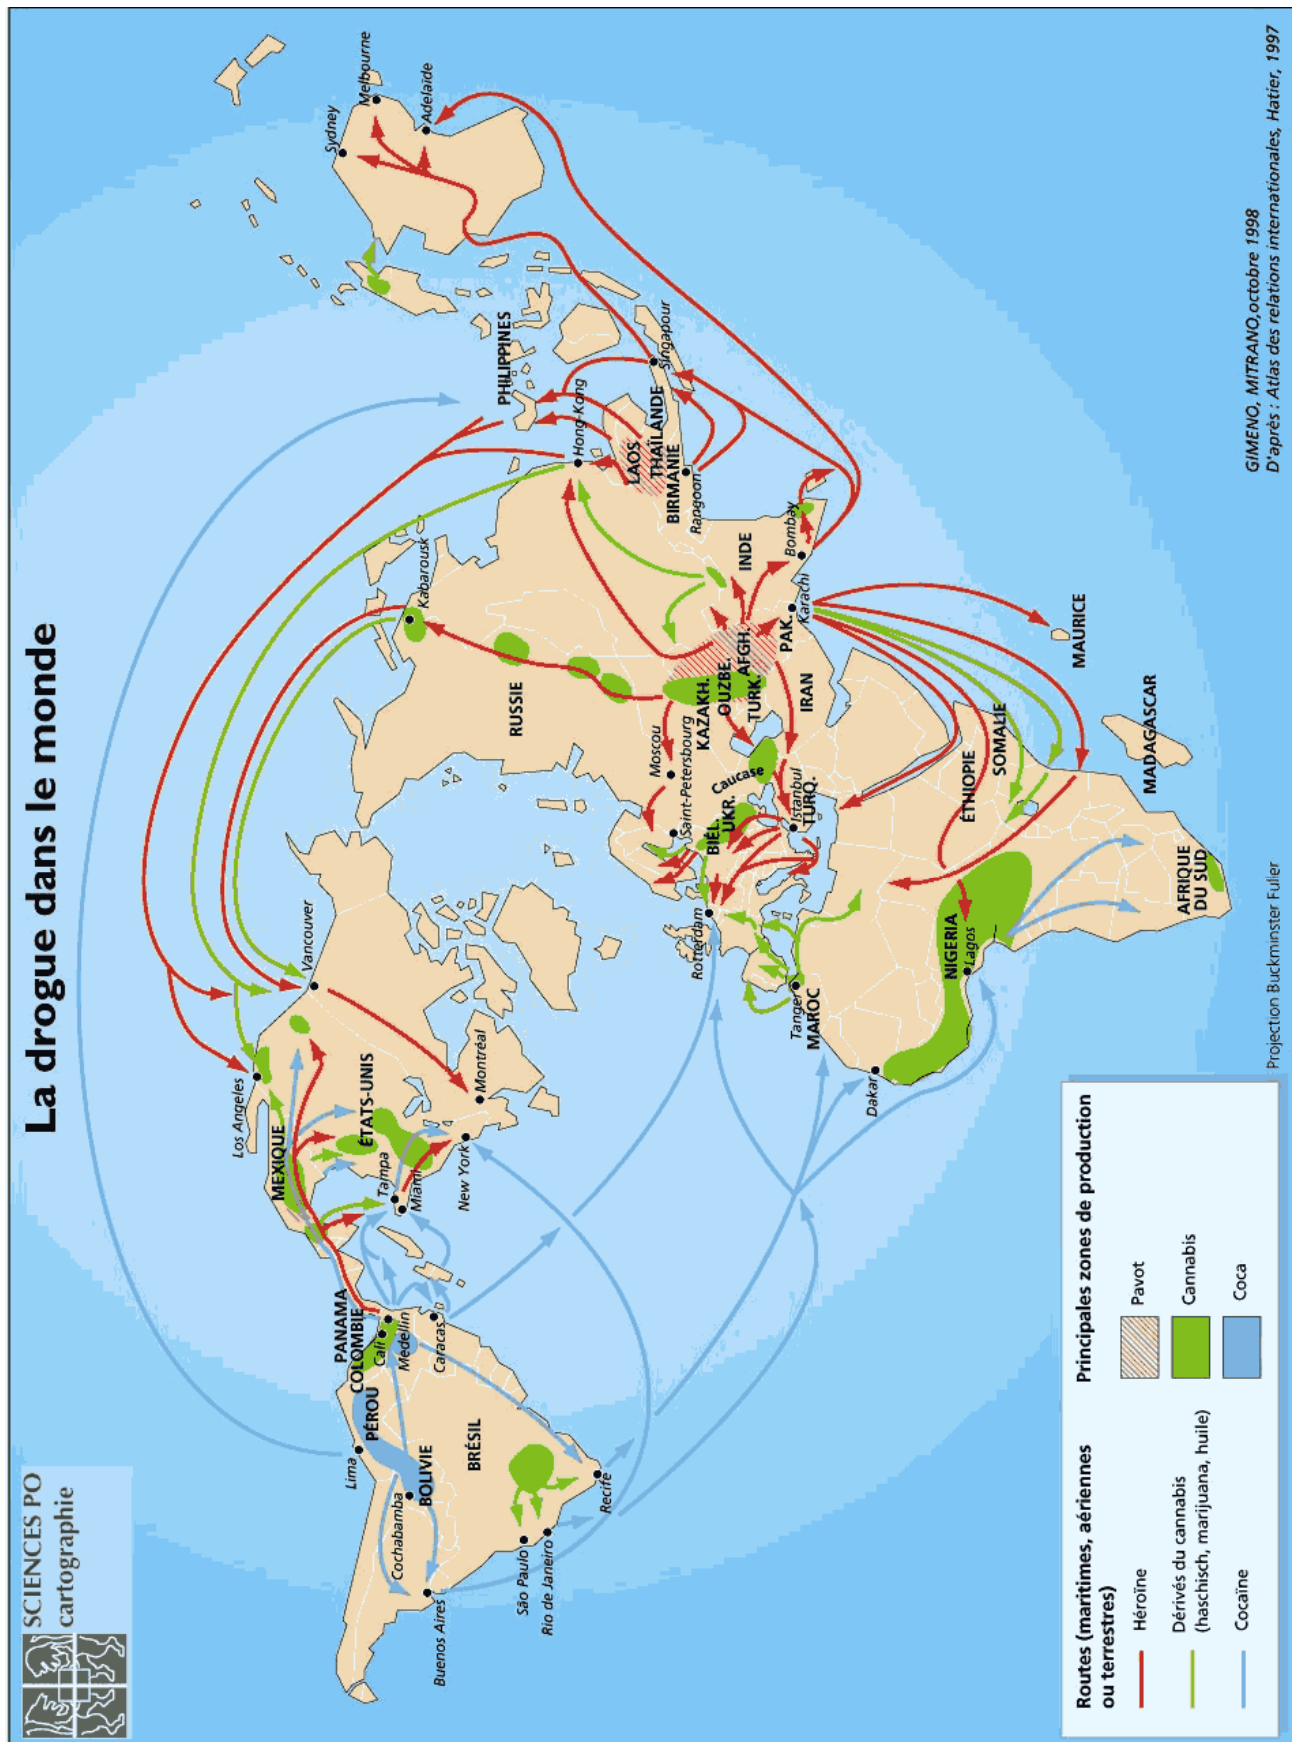 La drogue dans le monde
SCIENCES PO
cartographie
Sydney
Melbourne
Adelaïde
PHILIPPINES
Singapour
Hong-Kong
LAOS
THAÏLANDE
BIRMANIE
Rangoon
Kabarousk
RUSSIE
INDE
Bombay
Karachi
PAK.
AFGH.
OUZBE.
TURK.
KAZAKH.
IRAN
Moscou
Saint-Petersbourg
Caucase
BIÉL.
UKR.
Istanbul
TURQ.
Rotterdam
MAURICE
MADAGASCAR
SOMALIE
ÉTHIOPIE
AFRIQUE
DU SUD
NIGERIA
Lagos
Tanger
MAROC
Dakar
Vancouver
Los Angeles
ÉTATS-UNIS
Montréal
New York
MEXIQUE
Tampa
Miami
PANAMA
COLOMBIE
Cali
Medellin
Caracas
PÉROU
Lima
BOLIVIE
Cochabamba
BRÉSIL
Recife
São Paulo
Rio de Janeiro
Buenos Aires
Routes (maritimes, aériennes
ou terrestres)
Héroïne
Dérivés du cannabis
(haschisch, marijuana, huile)
Cocaïne
Principales zones de production
Pavot
Cannabis
Coca
Projection Buckminster Fuller
GIMENO, MITRANO,octobre 1998
D'après : Atlas des relations internationales, Hatier, 1997